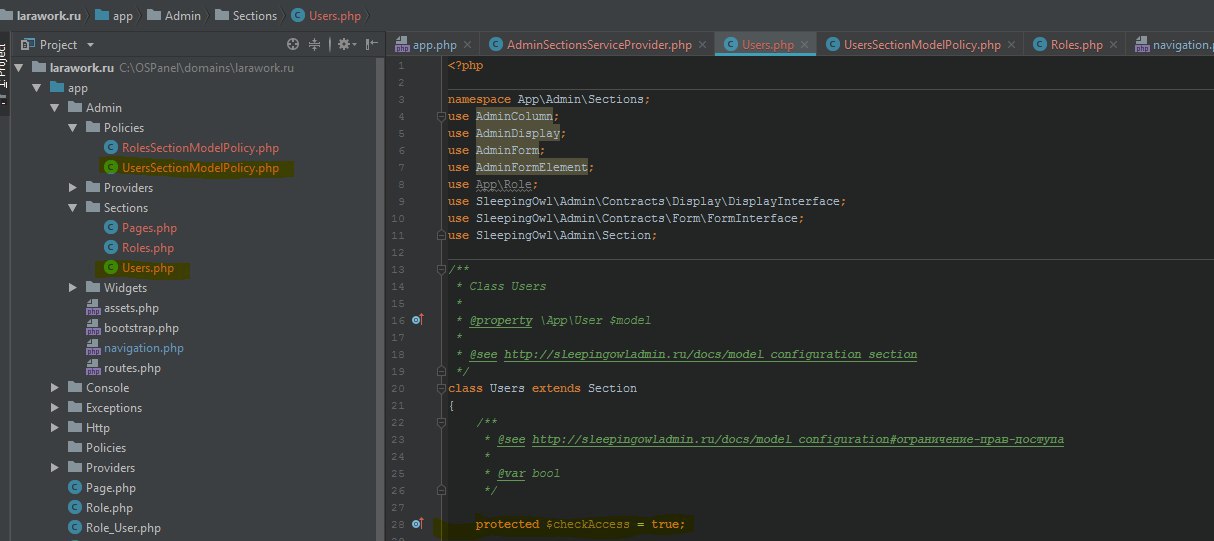 larawork.ru app Admin Sections Users.php
Project
1: Project
app.php AdminSectionsServiceProvider.php Users.php UsersSectionModelPolicy.php Roles.php navigation.p
larawork.ru C:\OSPanel\domains\larawork.ru
app
Admin
Policies
RolesSectionModelPolicy.php
UsersSectionModelPolicy.php
Providers
Sections
Pages.php
Roles.php
Users.php
Widgets
assets.php
bootstrap.php
navigation.php
routes.php
Console
Exceptions
Http
Policies
Providers
Page.php
Role.php
Role_User.php
1 <?php
2
3 namespace App\Admin\Sections;
4 use AdminColumn;
5 use AdminDisplay;
6 use AdminForm;
7 use AdminFormElement;
8 use App\Role;
9 use SleepingOwl\Admin\Contracts\Display\DisplayInterface;
10 use SleepingOwl\Admin\Contracts\Form\FormInterface;
11 use SleepingOwl\Admin\Section;
12
13 /**
14 * Class Users
15 *
16 * @property \App\User $model
17 *
18 * @see http://sleepingowladmin.ru/docs/model_configuration_section
19 */
20 class Users extends Section
21 {
22 /**
23 * @see http://sleepingowladmin.ru/docs/model_configuration#ограничение-прав-доступа
24 *
25 * @var bool
26 */
27
28 protected $checkAccess = true;